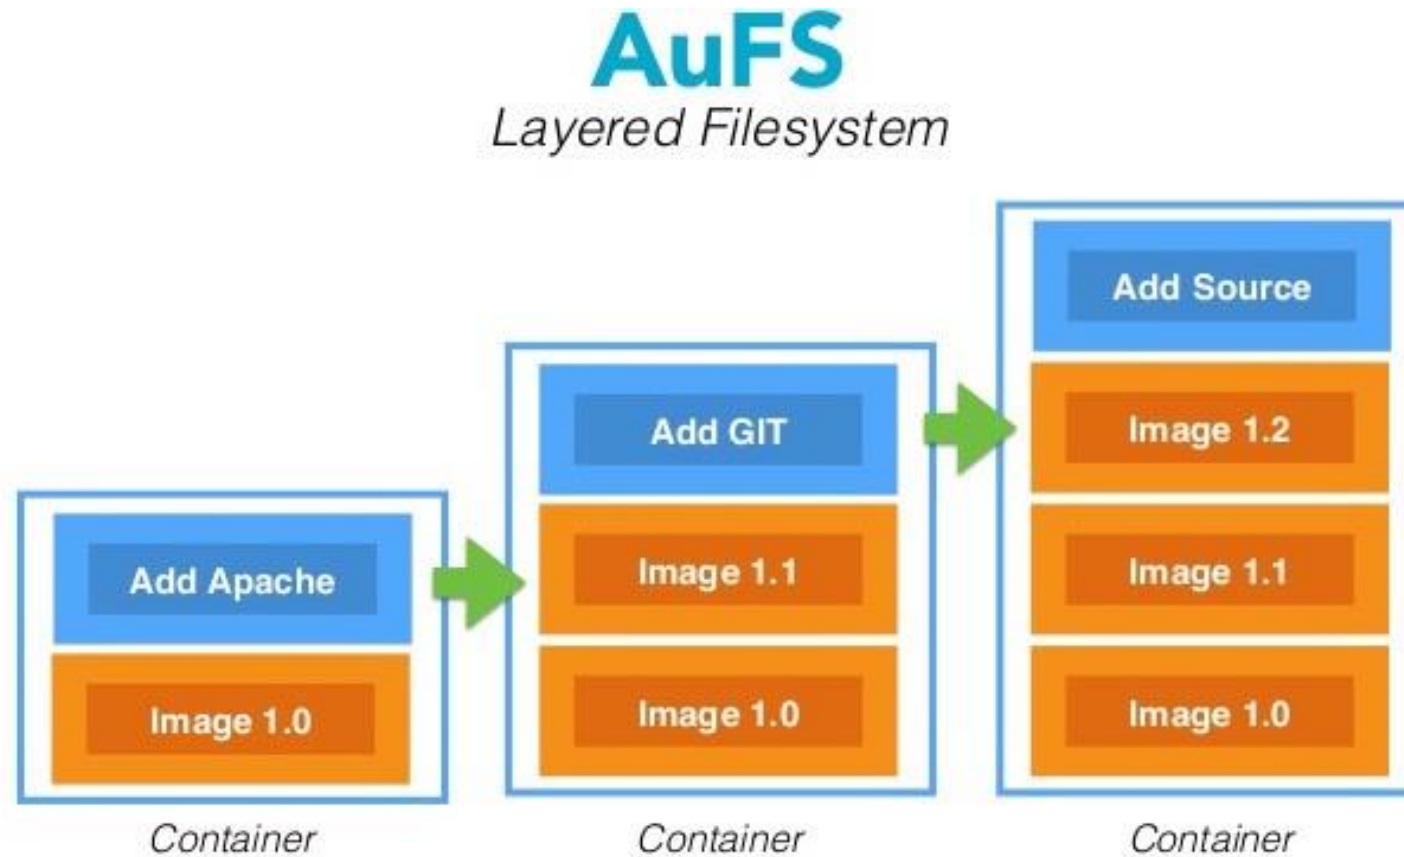 AuFS
Layered Filesystem
Add Apache
Image 1.0
Container
Add GIT
Image 1.1
Image 1.0
Container
Add Source
Image 1.2
Image 1.1
Image 1.0
Container